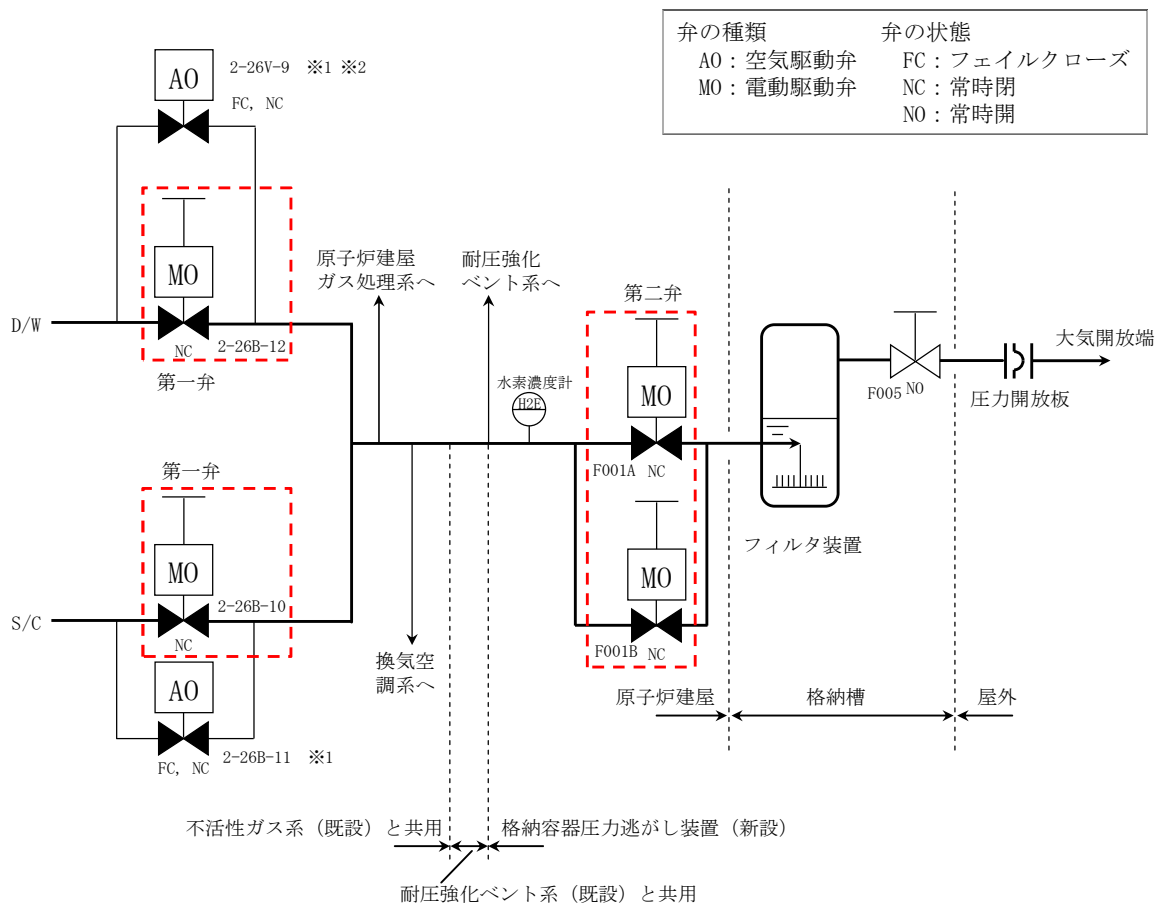 弁の種類
AO：空気駆動弁
MO：電動駆動弁
弁の状態
FC：フェイルクローズ
NC：常時閉
NO：常時開
AO
2-26V-9 ※1 ※2
FC, NC
MO
D/W
NC
2-26B-12
第一弁
原子炉建屋
ガス処理系へ
耐圧強化
ベント系へ
水素濃度計
H2E
第二弁
MO
F001A NC
MO
F001B NC
F005 NO
大気開放端
圧力開放板
フィルタ装置
第一弁
MO
2-26B-10
S/C
NC
AO
FC, NC
2-26B-11 ※1
換気空
調系へ
原子炉建屋
格納槽
屋外
不活性ガス系（既設）と共用
格納容器圧力逃がし装置（新設）
耐圧強化ベント系（既設）と共用